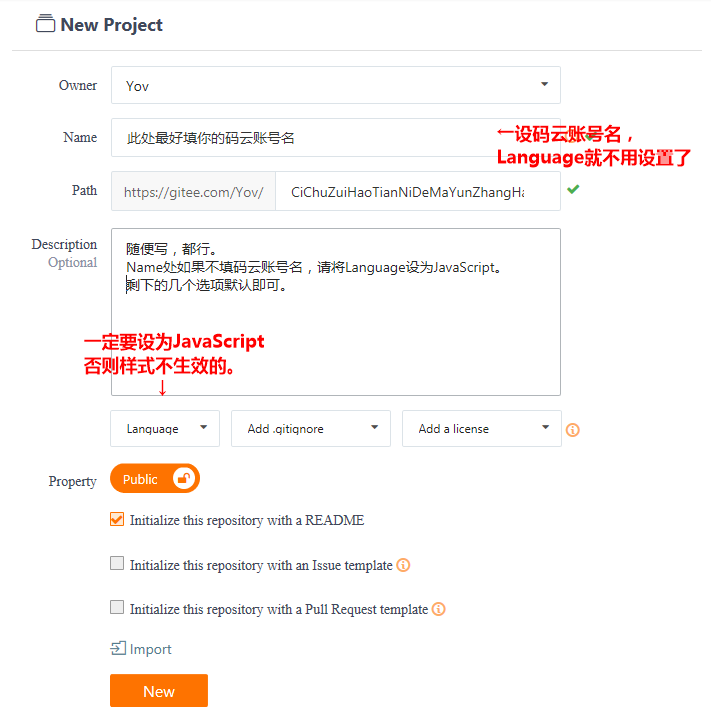 New Project
Owner
Yov
Name
此处最好填你的码云账号名
←设码云账号名，
Language就不用设置了
Path
https://gitee.com/Yov/
CiChuZuiHaoTianNiDeMaYunZhangHa
Description
Optional
随便写，都行。
Name处如果不填码云账号名，请将Language设为JavaScript。
剩下的几个选项默认即可。
一定要设为JavaScript
否则样式不生效的。
↓
Language
Add .gitignore
Add a license
Property
Public
Initialize this repository with a README
Initialize this repository with an Issue template
Initialize this repository with a Pull Request template
Import
New